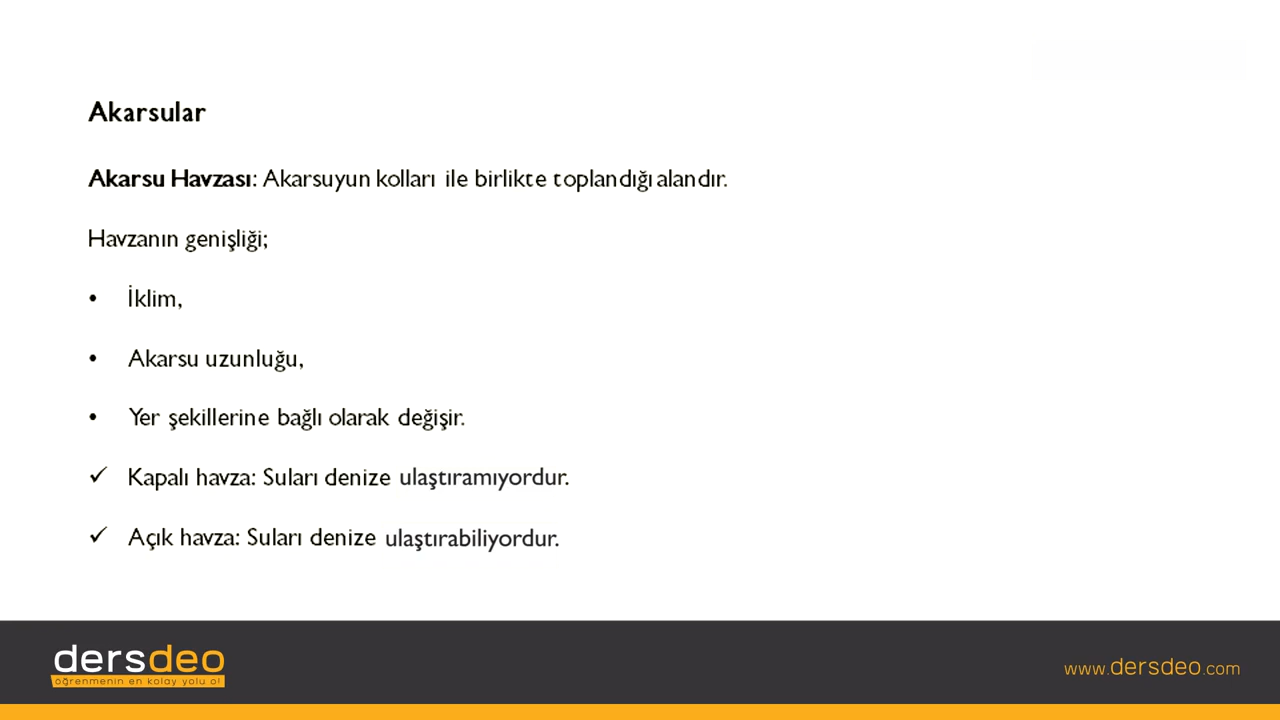 Akarsular
Akarsu Havzası: Akarsuyun kolları ile birlikte toplandığı alandır.
Havzanın genişliği;
• İklim,
• Akarsu uzunluğu,
• Yer şekillerine bağlı olarak değişir.
✓ Kapalı havza: Suları denize ulaştıramıyordur.
✓ Açık havza: Suları denize ulaştırabiliyordur.
dersdeo
öğrenmenin en kolay yolu o!
www.dersdeo.com